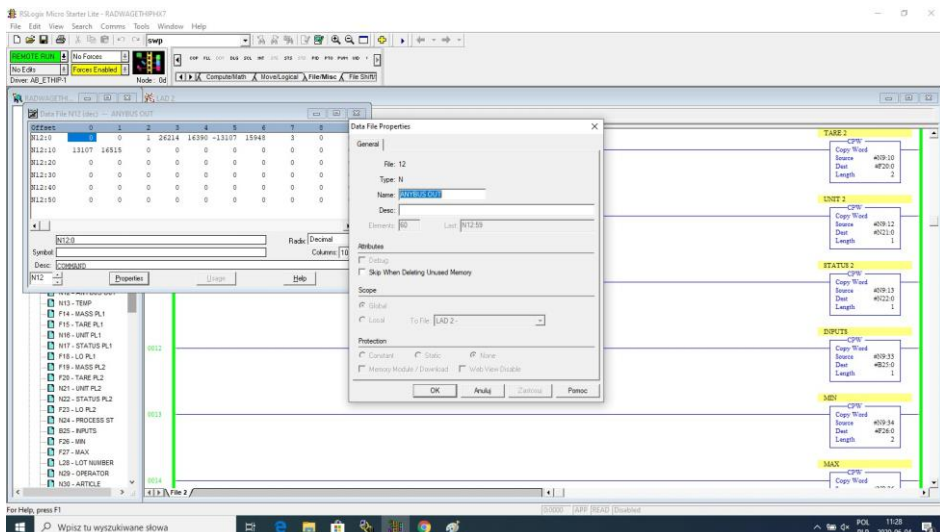 RSLogix Micro Starter Lite - RADWAGETHIPHX7
File Edit View Search Comms Tools Window Help
swp
REMOTE RUN No Forces
No Edits Forces Enabled
Driver: AB_ETHIP-1 Node: 0d
Compute/Math Move/Logical File/Misc File Shift/
LAD 2
Data File N12 (dec) -- ANYBUS OUT
Offset 0 1 2 3 4 5 6 7 8
N12:0 0 0 1 26214 16390 -13107 15948 3 0
N12:10 13107 16515 0 0 0 0 0 0 0
N12:20 0 0 0 0 0 0 0 0 0
N12:30 0 0 0 0 0 0 0 0 0
N12:40 0 0 0 0 0 0 0 0 0
N12:50 0 0 0 0 0 0 0 0 0
N12:0 Radix: Decimal
Symbol: Columns: 10
Desc: COMMAND
N12 Properties Usage Help
N13 - TEMP
F14 - MASS PL1
F15 - TARE PL1
N16 - UNIT PL1
N17 - STATUS PL1
F18 - LO PL1
F19 - MASS PL2
F20 - TARE PL2
N21 - UNIT PL2
N22 - STATUS PL2
F23 - LO PL2
N24 - PROCESS ST
B25 - INPUTS
F26 - MIN
F27 - MAX
L28 - LOT NUMBER
N29 - OPERATOR
N30 - ARTICLE
0012
0013
0014
File 2
Data File Properties
General
File: 12
Type: N
Name: ANYBUS OUT
Desc:
Elements: 60 Last: N12:59
Attributes
Debug
Skip When Deleting Unused Memory
Scope
Global
Local To File: LAD 2 -
Protection
Constant Static None
Memory Module / Download Web View Disable
OK Anuluj Zastosuj Pomoc
TARE 2
CPW
Copy Word
Source #N9:10
Dest #F20:0
Length 2
UNIT 2
CPW
Copy Word
Source #N9:12
Dest #N21:0
Length 1
STATUS 2
CPW
Copy Word
Source #N9:13
Dest #N22:0
Length 1
INPUTS
CPW
Copy Word
Source #N9:33
Dest #B25:0
Length 1
MIN
CPW
Copy Word
Source #N9:34
Dest #F26:0
Length 2
MAX
CPW
Copy Word
For Help, press F1
APP READ Disabled
Wpisz tu wyszukiwane słowa
POL 11:28